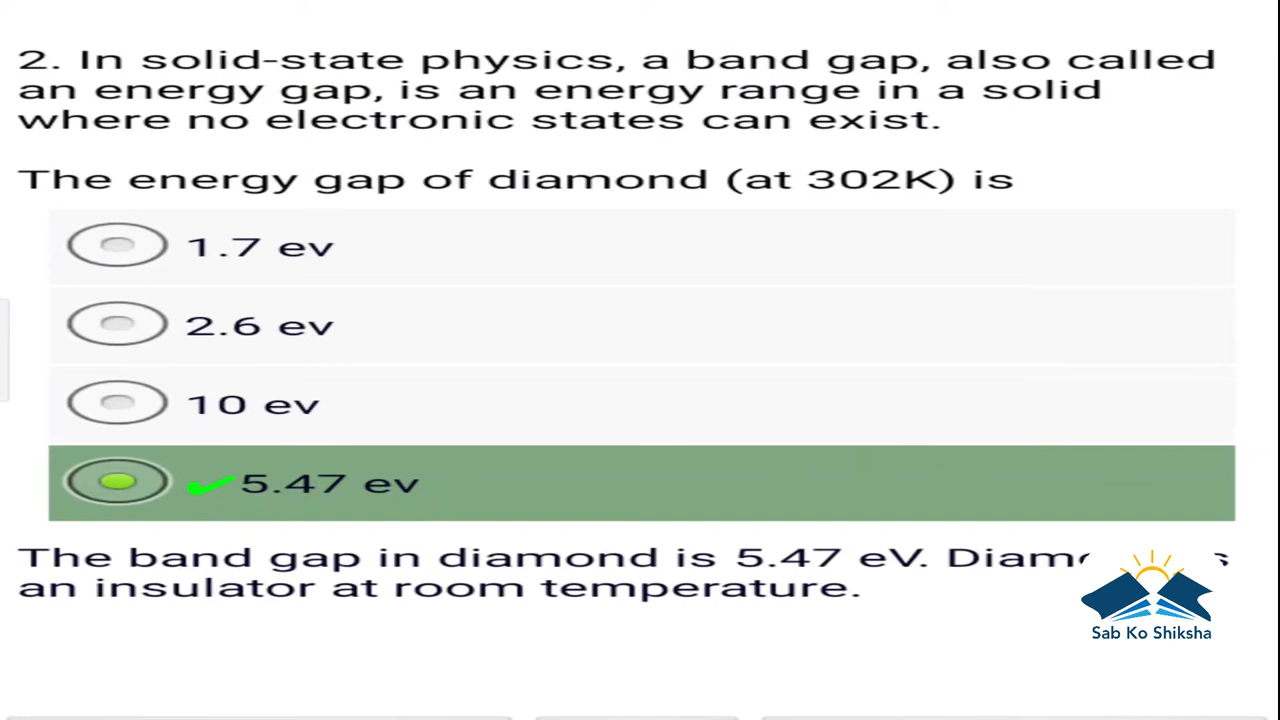 2. In solid-state physics, a band gap, also called
an energy gap, is an energy range in a solid
where no electronic states can exist.
The energy gap of diamond (at 302K) is
1.7 ev
2.6 ev
10 ev
5.47 ev
The band gap in diamond is 5.47 eV.
an insulator at room temperature.
Sab Ko Shiksha